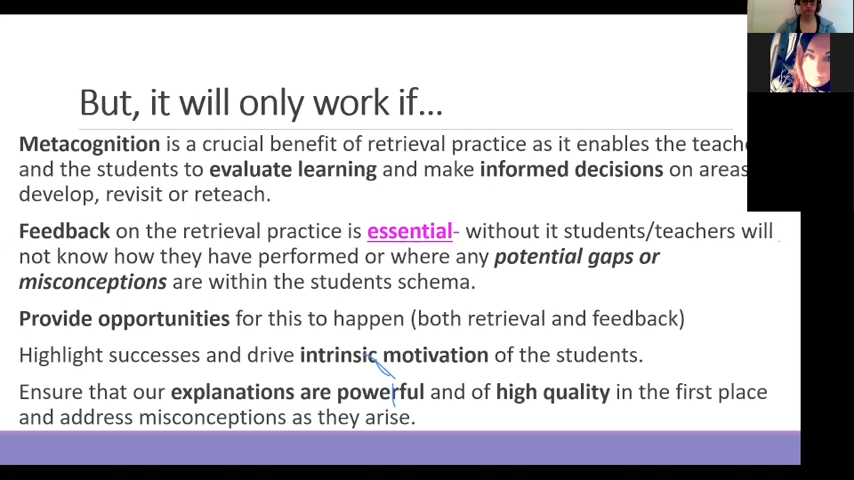 But, it will only work if...
Metacognition is a crucial benefit of retrieval practice as it enables the
and the students to evaluate learning and make informed decisions on areas
develop, revisit or reteach.
Feedback on the retrieval practice is essential- without it students/teachers will
not know how they have performed or where any potential gaps or
misconceptions are within the students schema.
Provide opportunities for this to happen (both retrieval and feedback)
Highlight successes and drive intrinsic motivation of the students.
Ensure that our explanations are powerful and of high quality in the first place
and address misconceptions as they arise.